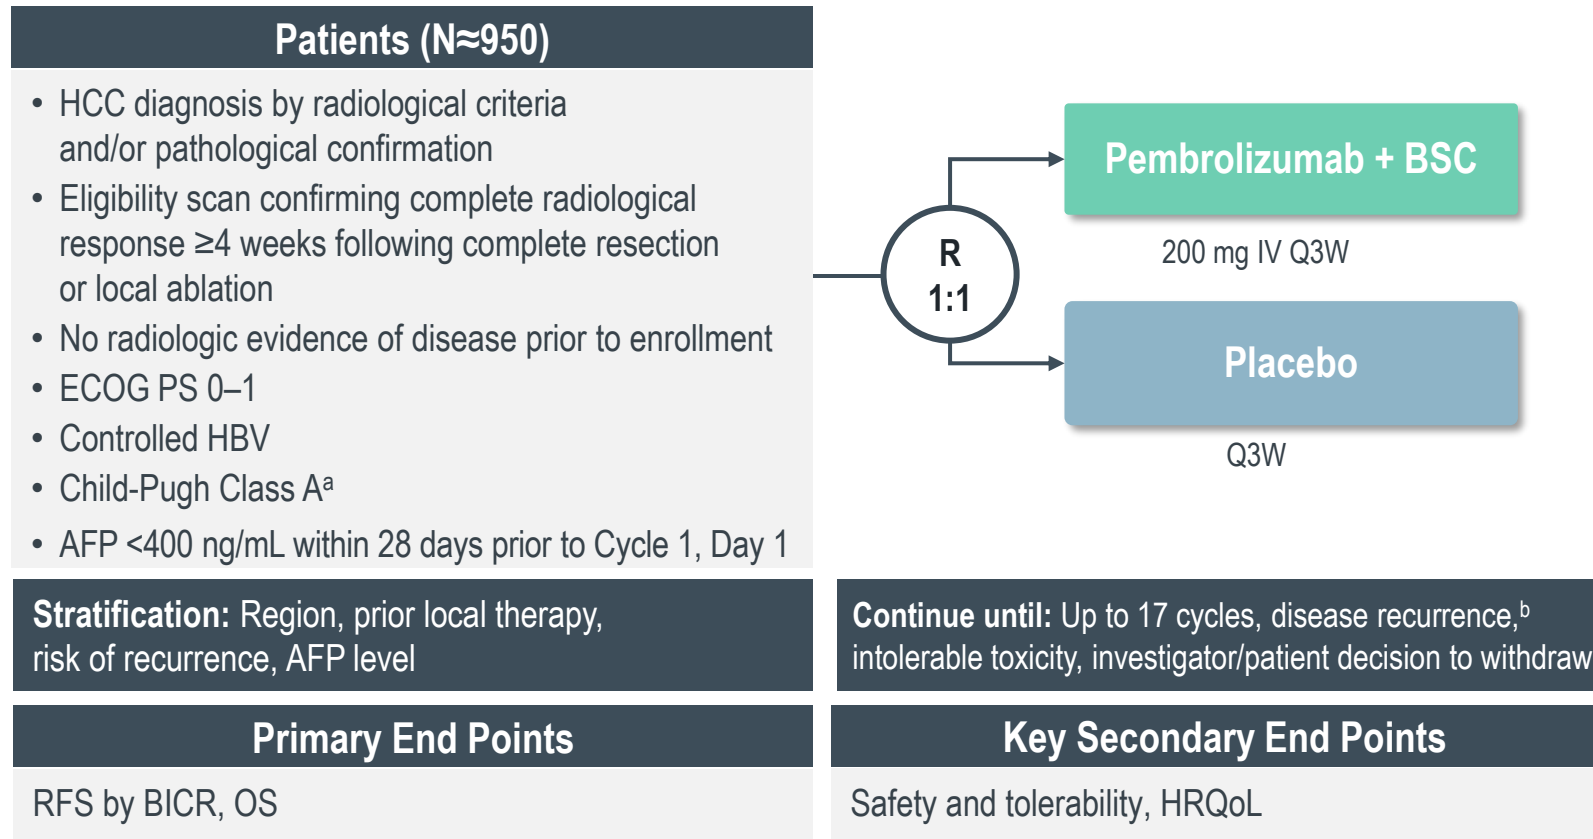 Patients (N≈950)
• HCC diagnosis by radiological criteria
and/or pathological confirmation
• Eligibility scan confirming complete radiological
response ≥4 weeks following complete resection
or local ablation
• No radiologic evidence of disease prior to enrollment
• ECOG PS 0–1
• Controlled HBV
• Child-Pugh Class Aᵃ
• AFP <400 ng/mL within 28 days prior to Cycle 1, Day 1
R
1:1
Pembrolizumab + BSC
200 mg IV Q3W
Placebo
Q3W
Stratification: Region, prior local therapy,
risk of recurrence, AFP level
Continue until: Up to 17 cycles, disease recurrence,ᵇ
intolerable toxicity, investigator/patient decision to withdraw
Primary End Points
RFS by BICR, OS
Key Secondary End Points
Safety and tolerability, HRQoL